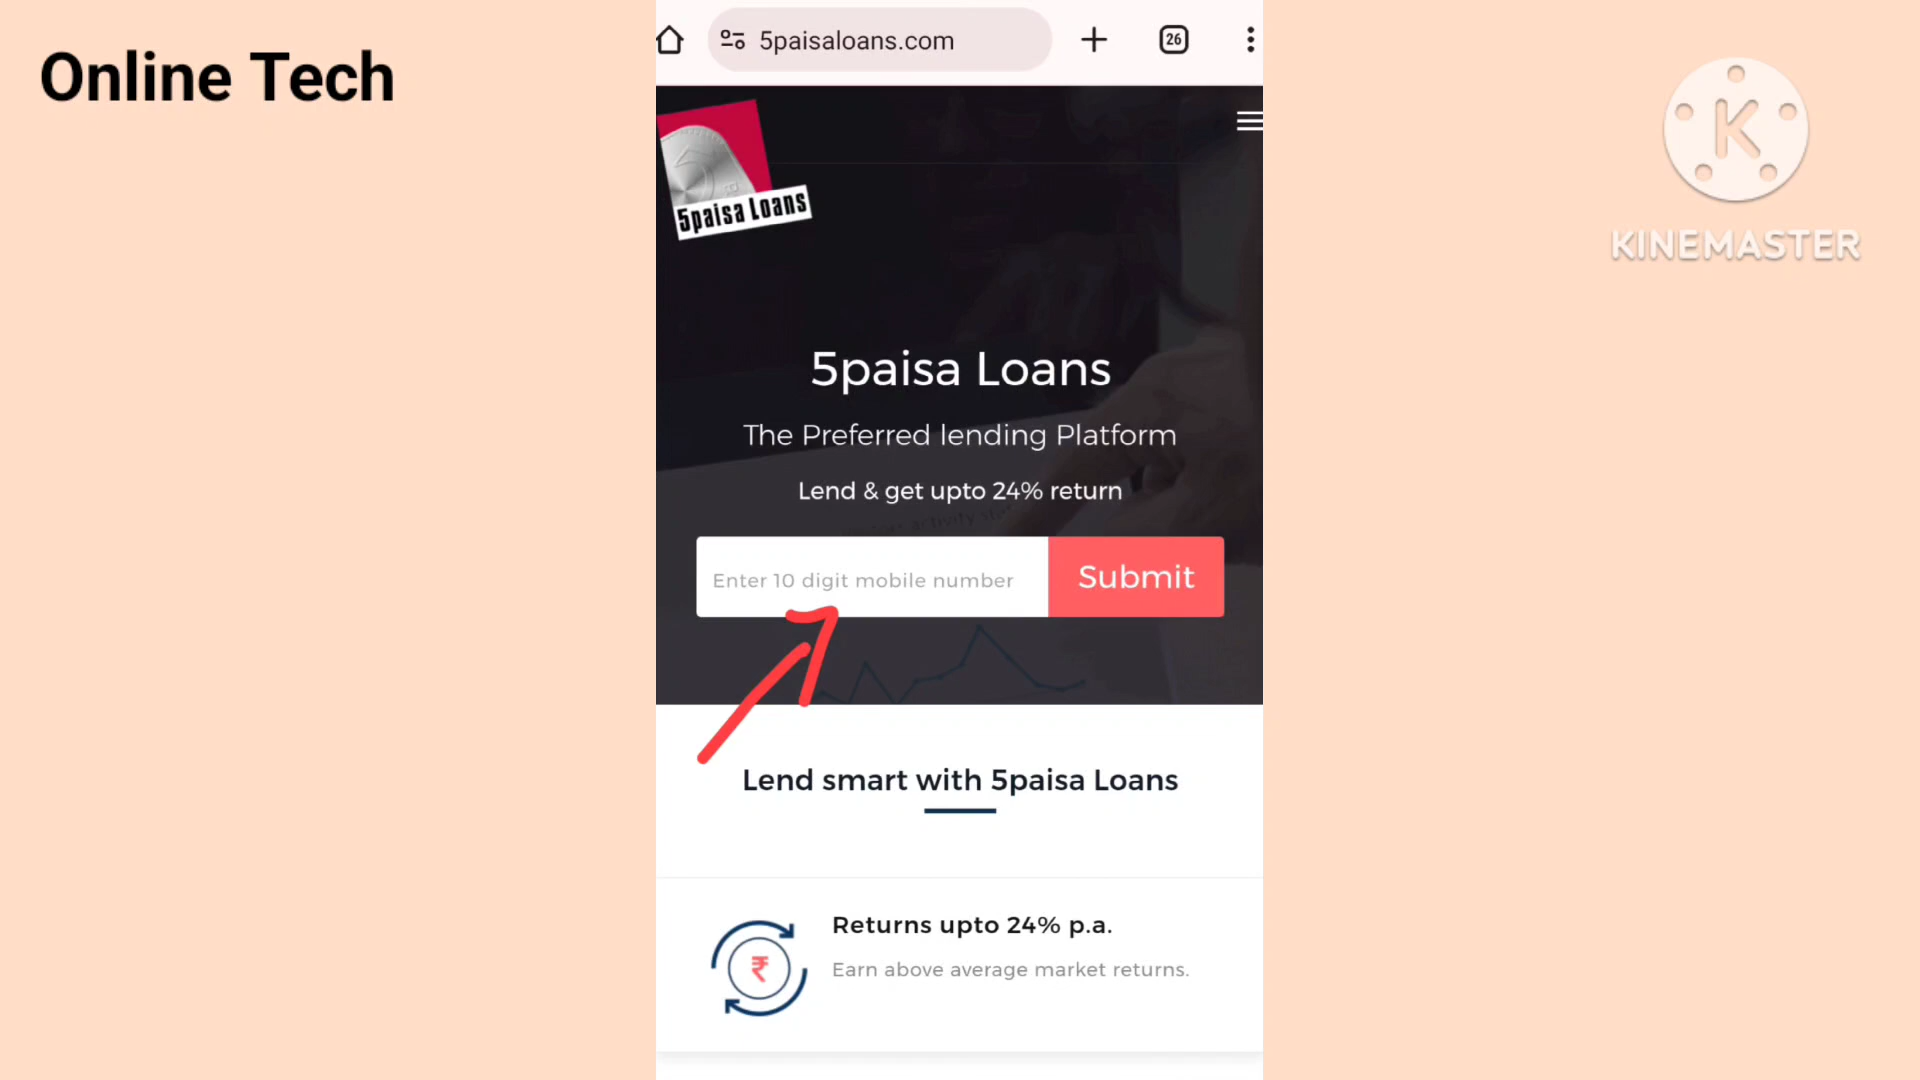 Online Tech
5paisaloans.com
26
5paisa Loans
5paisa Loans
The Preferred lending Platform
Lend & get upto 24% return
Enter 10 digit mobile number
Submit
Lend smart with 5paisa Loans
Returns upto 24% p.a.
₹
Earn above average market returns.
K
KINEMASTER